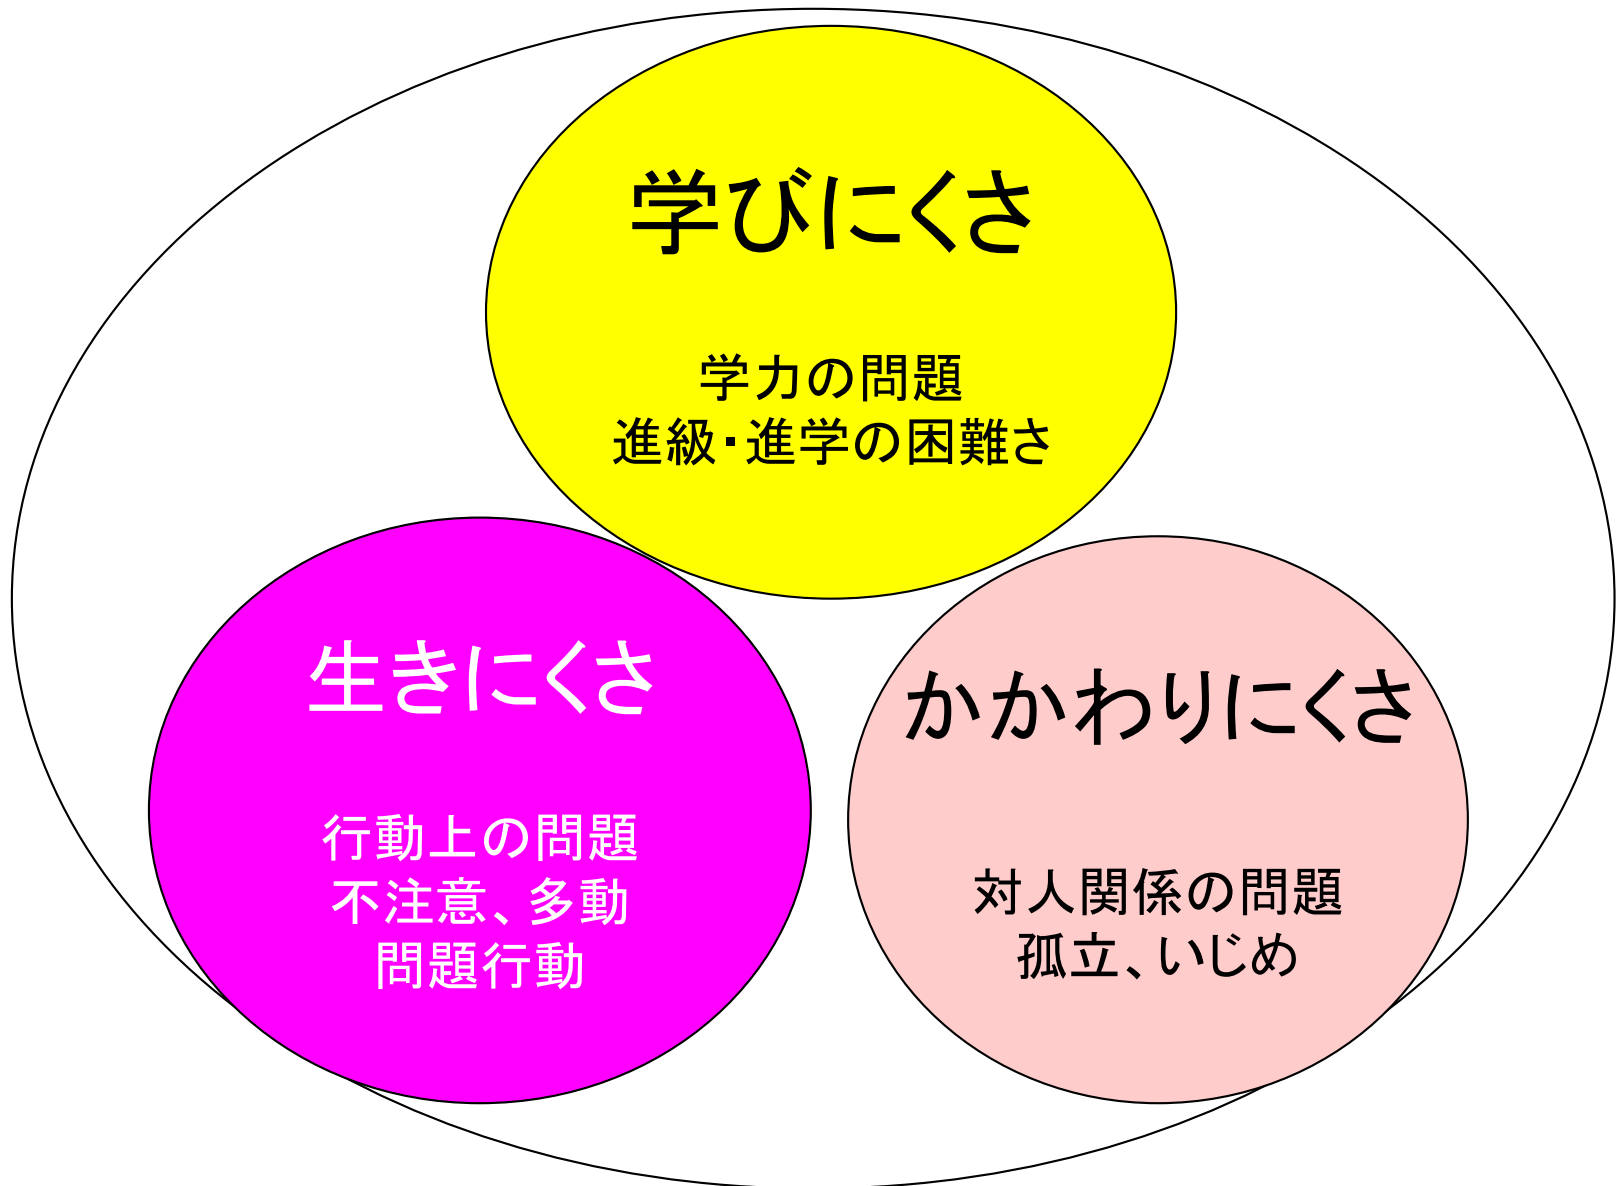 学びにくさ
学力の問題
進級・進学の困難さ
生きにくさ
行動上の問題
不注意、多動
問題行動
かかわりにくさ
対人関係の問題
孤立、いじめ